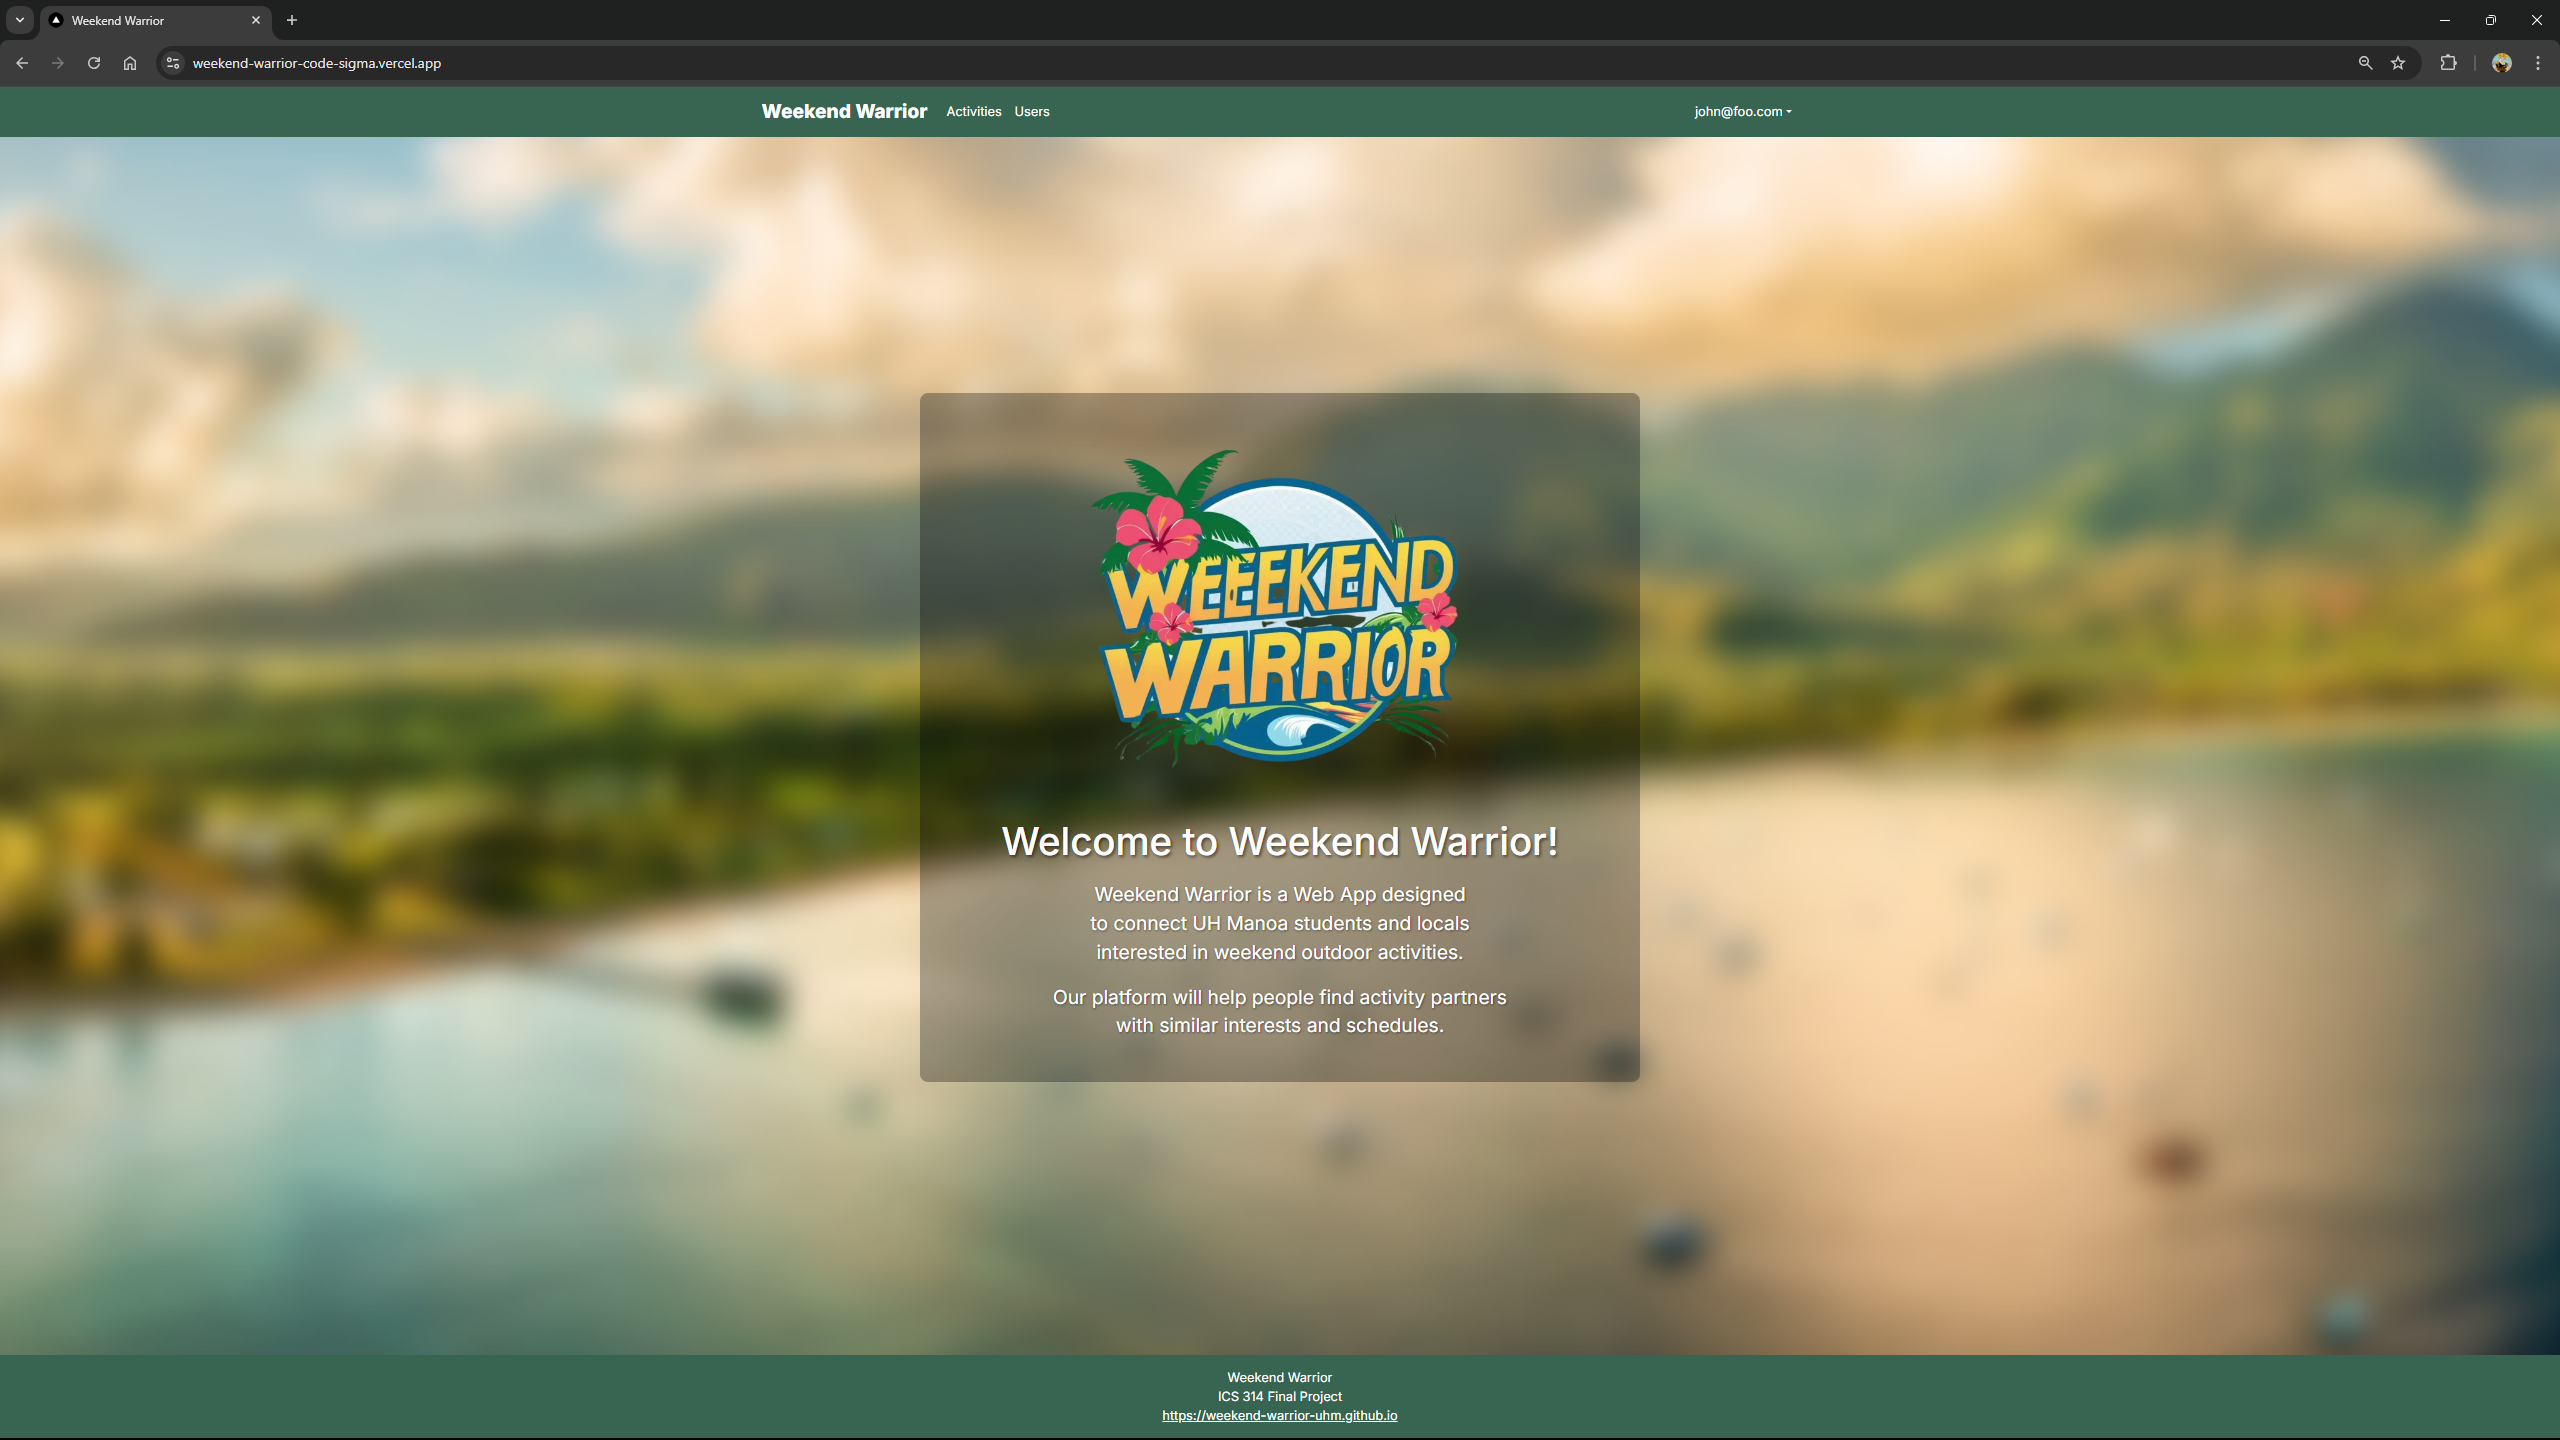 Weekend Warrior
weekend-warrior-code-sigma.vercel.app
Weekend Warrior Activities Users john@foo.com
WEEEKEND
WARRIOR
Welcome to Weekend Warrior!
Weekend Warrior is a Web App designed
to connect UH Manoa students and locals
interested in weekend outdoor activities.
Our platform will help people find activity partners
with similar interests and schedules.
Weekend Warrior
ICS 314 Final Project
https://weekend-warrior-uhm.github.io